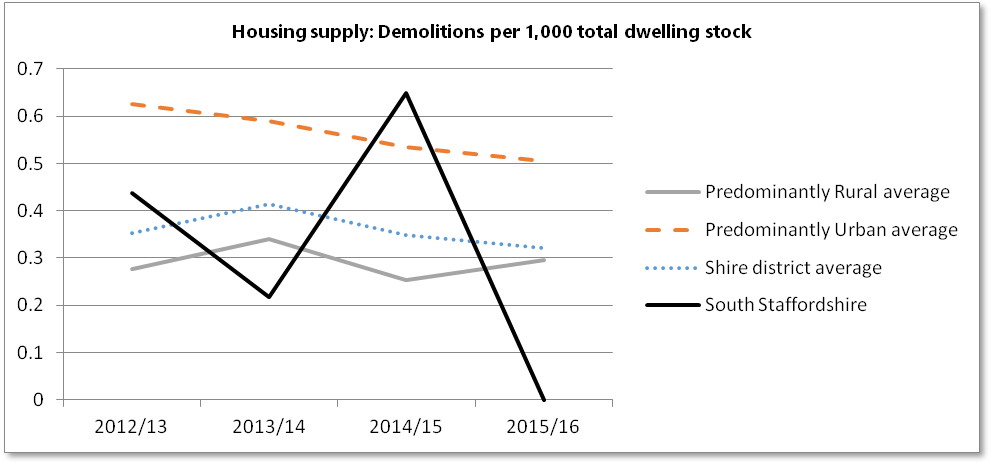 Housing supply: Demolitions per 1,000 total dwelling stock
0.7
0.6
0.5
0.4
0.3
0.2
0.1
0
2012/13 2013/14 2014/15 2015/16
Predominantly Rural average
Predominantly Urban average
Shire district average
South Staffordshire